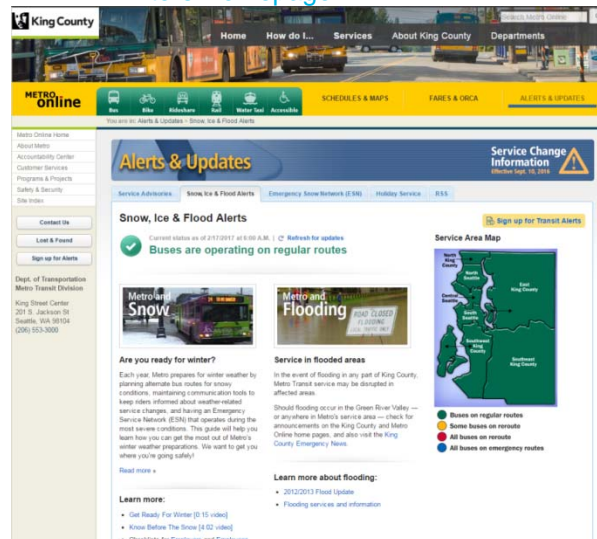 King County
Home How do I... Services About King County Departments
Search Metro Online
METRO online
Bus Bike Rideshare Rail Water Taxi Accessible
SCHEDULES & MAPS FARES & ORCA ALERTS & UPDATES
You are in: Alerts & Updates > Snow, Ice & Flood Alerts
Metro Online Home
About Metro
Accountability Center
Customer Services
Programs & Projects
Safety & Security
Site Index
Contact Us
Lost & Found
Sign up for Alerts
Dept. of Transportation
Metro Transit Division
King Street Center
201 S. Jackson St
Seattle, WA 98104
(206) 553-3000
Alerts & Updates
Service Change
Information
Effective Sept. 10, 2016
Service Advisories Snow, Ice & Flood Alerts Emergency Snow Network (ESN) Holiday Service RSS
Snow, Ice & Flood Alerts
Sign up for Transit Alerts
Current status as of 2/17/2017 at 6:00 A.M. | Refresh for updates
Buses are operating on regular routes
Metro and
Snow
Are you ready for winter?
Each year, Metro prepares for winter weather by
planning alternate bus routes for snowy
conditions, maintaining communication tools to
keep riders informed about weather-related
service changes, and having an Emergency
Service Network (ESN) that operates during the
most severe conditions. This guide will help you
learn how you can get the most out of Metro's
winter weather preparations. We want to get you
where you're going safely!
Read more »
Learn more:
Get Ready For Winter [0:15 video]
Know Before The Snow [4:02 video]
Metro and
Flooding
ROAD CLOSED
FLOODING
Service in flooded areas
In the event of flooding in any part of King County,
Metro Transit service may be disrupted in
affected areas.
Should flooding occur in the Green River Valley —
or anywhere in Metro's service area — check for
announcements on the King County and Metro
Online home pages, and also visit the King
County Emergency News.
Learn more about flooding:
2012/2013 Flood Update
Flooding services and information
Service Area Map
North
King
County
North
Seattle
East
King County
Central
Seattle
South
Seattle
Southwest
King
County
Southeast
King County
Buses on regular routes
Some buses on reroute
All buses on reroute
All buses on emergency routes